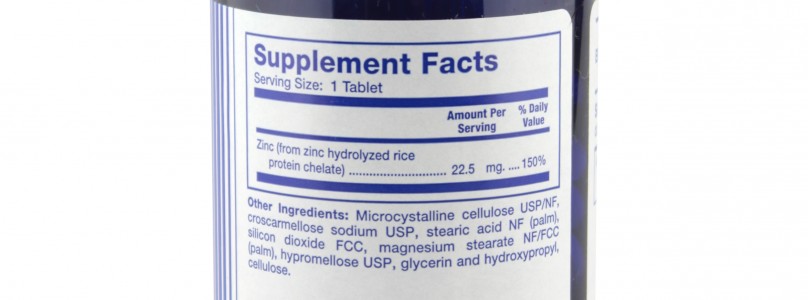 Supplement Facts
Serving Size: 1 Tablet
Amount Per % Daily
Serving Value
Zinc (from zinc hydrolyzed rice
protein chelate) ............................ 22.5 mg. .... 150%
Other Ingredients: Microcystalline cellulose USP/NF,
croscarmellose sodium USP, stearic acid NF (palm),
silicon dioxide FCC, magnesium stearate NF/FCC
(palm), hypromellose USP, glycerin and hydroxypropyl,
cellulose.